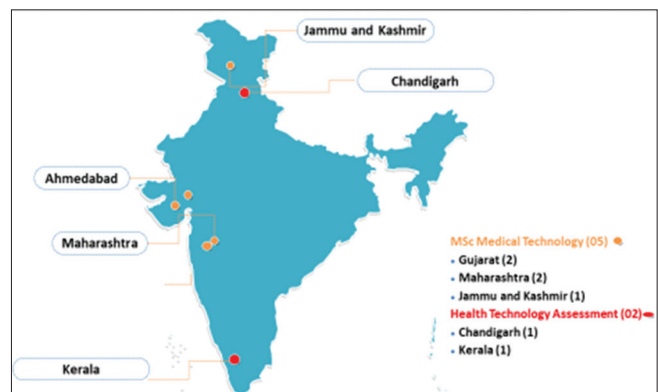 Jammu and Kashmir
Chandigarh
Ahmedabad
Maharashtra
Kerala
MSc Medical Technology (05)
• Gujarat (2)
• Maharashtra (2)
• Jammu and Kashmir (1)
Health Technology Assessment (02)
• Chandigarh (1)
• Kerala (1)